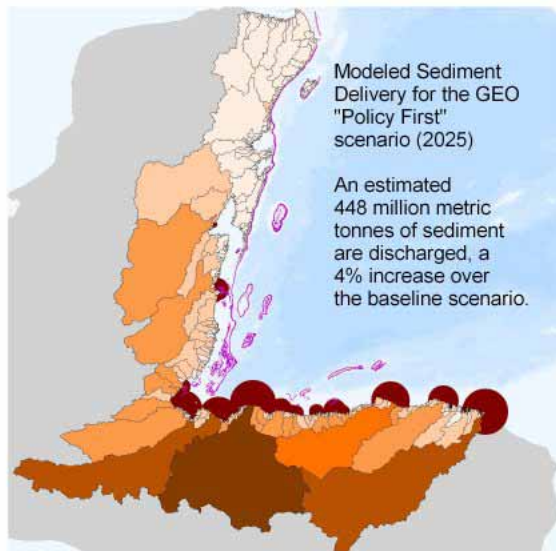 Modeled Sediment
Delivery for the GEO
"Policy First"
scenario (2025)
An estimated
448 million metric
tonnes of sediment
are discharged, a
4% increase over
the baseline scenario.